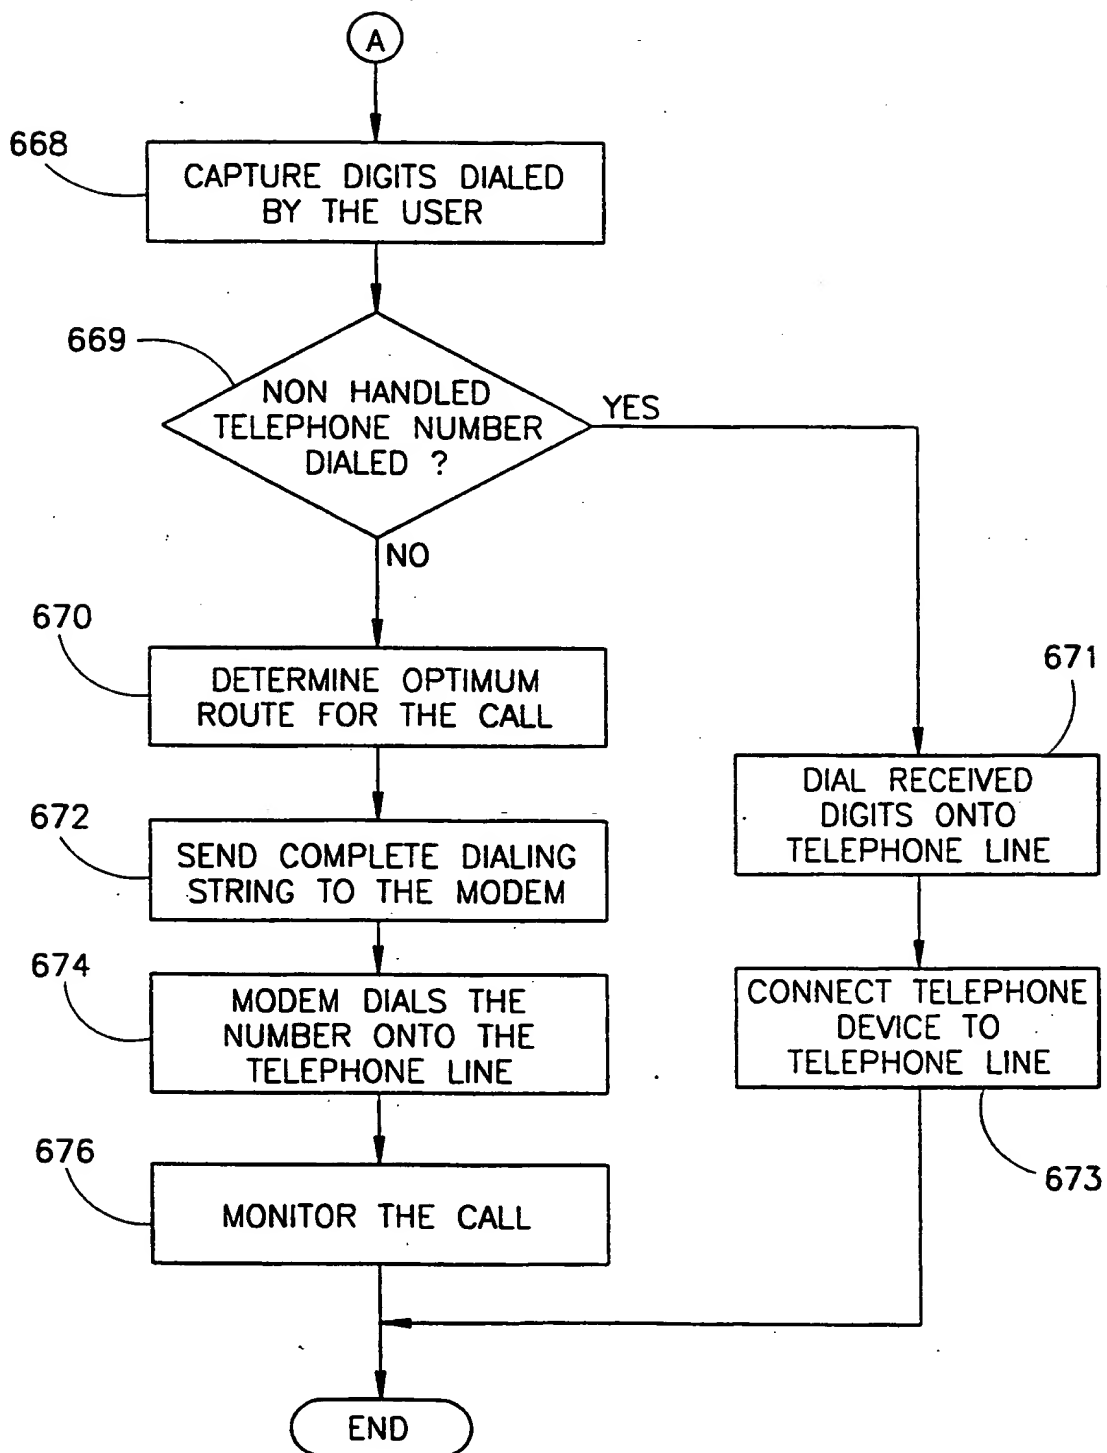 A
668
CAPTURE DIGITS DIALED
BY THE USER
669
NON HANDLED
TELEPHONE NUMBER
DIALED ?
YES
NO
670
DETERMINE OPTIMUM
ROUTE FOR THE CALL
671
DIAL RECEIVED
DIGITS ONTO
TELEPHONE LINE
672
SEND COMPLETE DIALING
STRING TO THE MODEM
674
MODEM DIALS THE
NUMBER ONTO THE
TELEPHONE LINE
CONNECT TELEPHONE
DEVICE TO
TELEPHONE LINE
673
676
MONITOR THE CALL
END